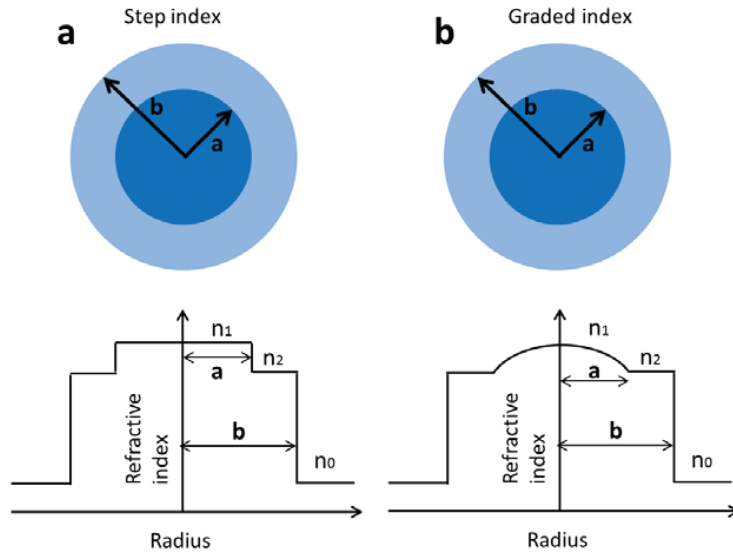 Step index
a
b
a
n1
n2
a
b
n0
Refractive
index
Radius
Graded index
b
b
a
n1
n2
a
b
n0
Refractive
index
Radius